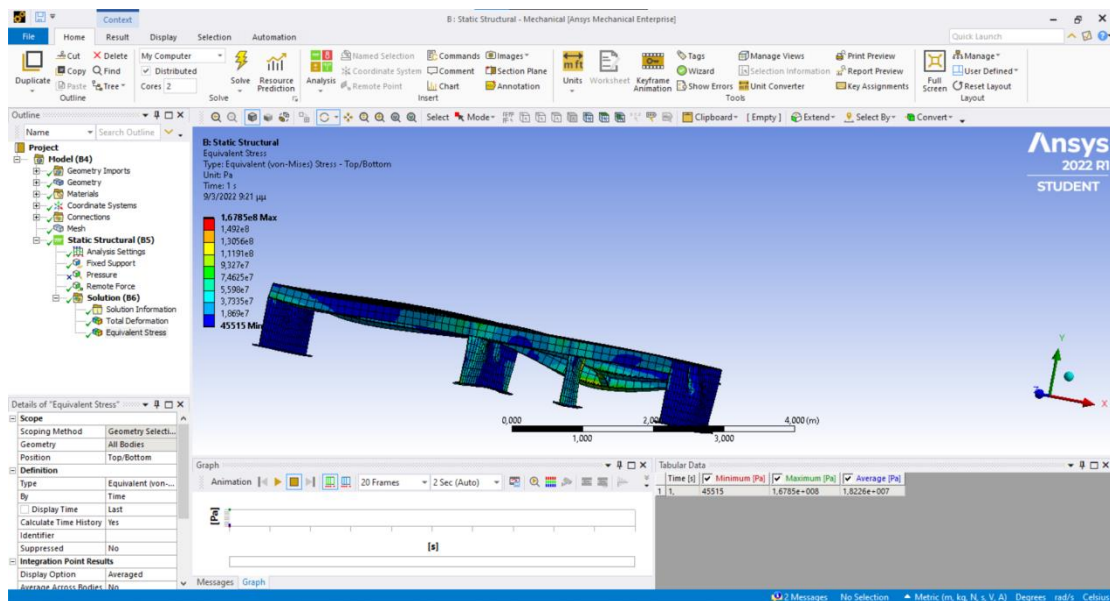 Context
B : Static Structural - Mechanical [Ansys Mechanical Enterprise]
File Home Result Display Selection Automation
Quick Launch
Duplicate
Cut
Copy
Paste
Delete
Find
Tree
Outline
My Computer
Distributed
Cores 2
Solve
Resource Prediction
Solve
Analysis
Named Selection
Coordinate System
Remote Point
Commands
Comment
Chart
Images
Section Plane
Annotation
Insert
Units
Worksheet
Keyframe Animation
Tags
Wizard
Show Errors
Manage Views
Selection Information
Unit Converter
Print Preview
Report Preview
Key Assignments
Tools
Full Screen
Manage
User Defined
Reset Layout
Layout
Outline
Name Search Outline
Select Mode Clipboard [ Empty ] Extend Select By Convert
Project
Model (B4)
Geometry Imports
Geometry
Materials
Coordinate Systems
Connections
Mesh
Static Structural (B5)
Analysis Settings
Fixed Support
Pressure
Remote Force
Solution (B6)
Solution Information
Total Deformation
Equivalent Stress
B: Static Structural
Equivalent Stress
Type: Equivalent (von-Mises) Stress - Top/Bottom
Unit: Pa
Time: 1 s
9/3/2022 9:21 μμ
1,6785e8 Max
1,492e8
1,3056e8
1,1191e8
9,327e7
7,4625e7
5,598e7
3,7335e7
1,869e7
45515 Min
Ansys
2022 R1
STUDENT
Y
X
0,000 4,000 (m)
1,000 3,000
Details of "Equivalent Stress"
Scope
Scoping Method Geometry Selecti...
Geometry All Bodies
Position Top/Bottom
Definition
Type Equivalent (von-...
By Time
Display Time Last
Calculate Time History Yes
Identifier
Suppressed No
Integration Point Results
Display Option Averaged
Average Across Bodies No
Graph
Animation 20 Frames 2 Sec (Auto)
[Pa]
[s]
Messages Graph
Tabular Data
Time [s] Minimum [Pa] Maximum [Pa] Average [Pa]
1 1, 45515 1,6785e+008 1,8226e+007
2 Messages No Selection Metric (m, kg, N, s, V, A) Degrees rad/s Celsius